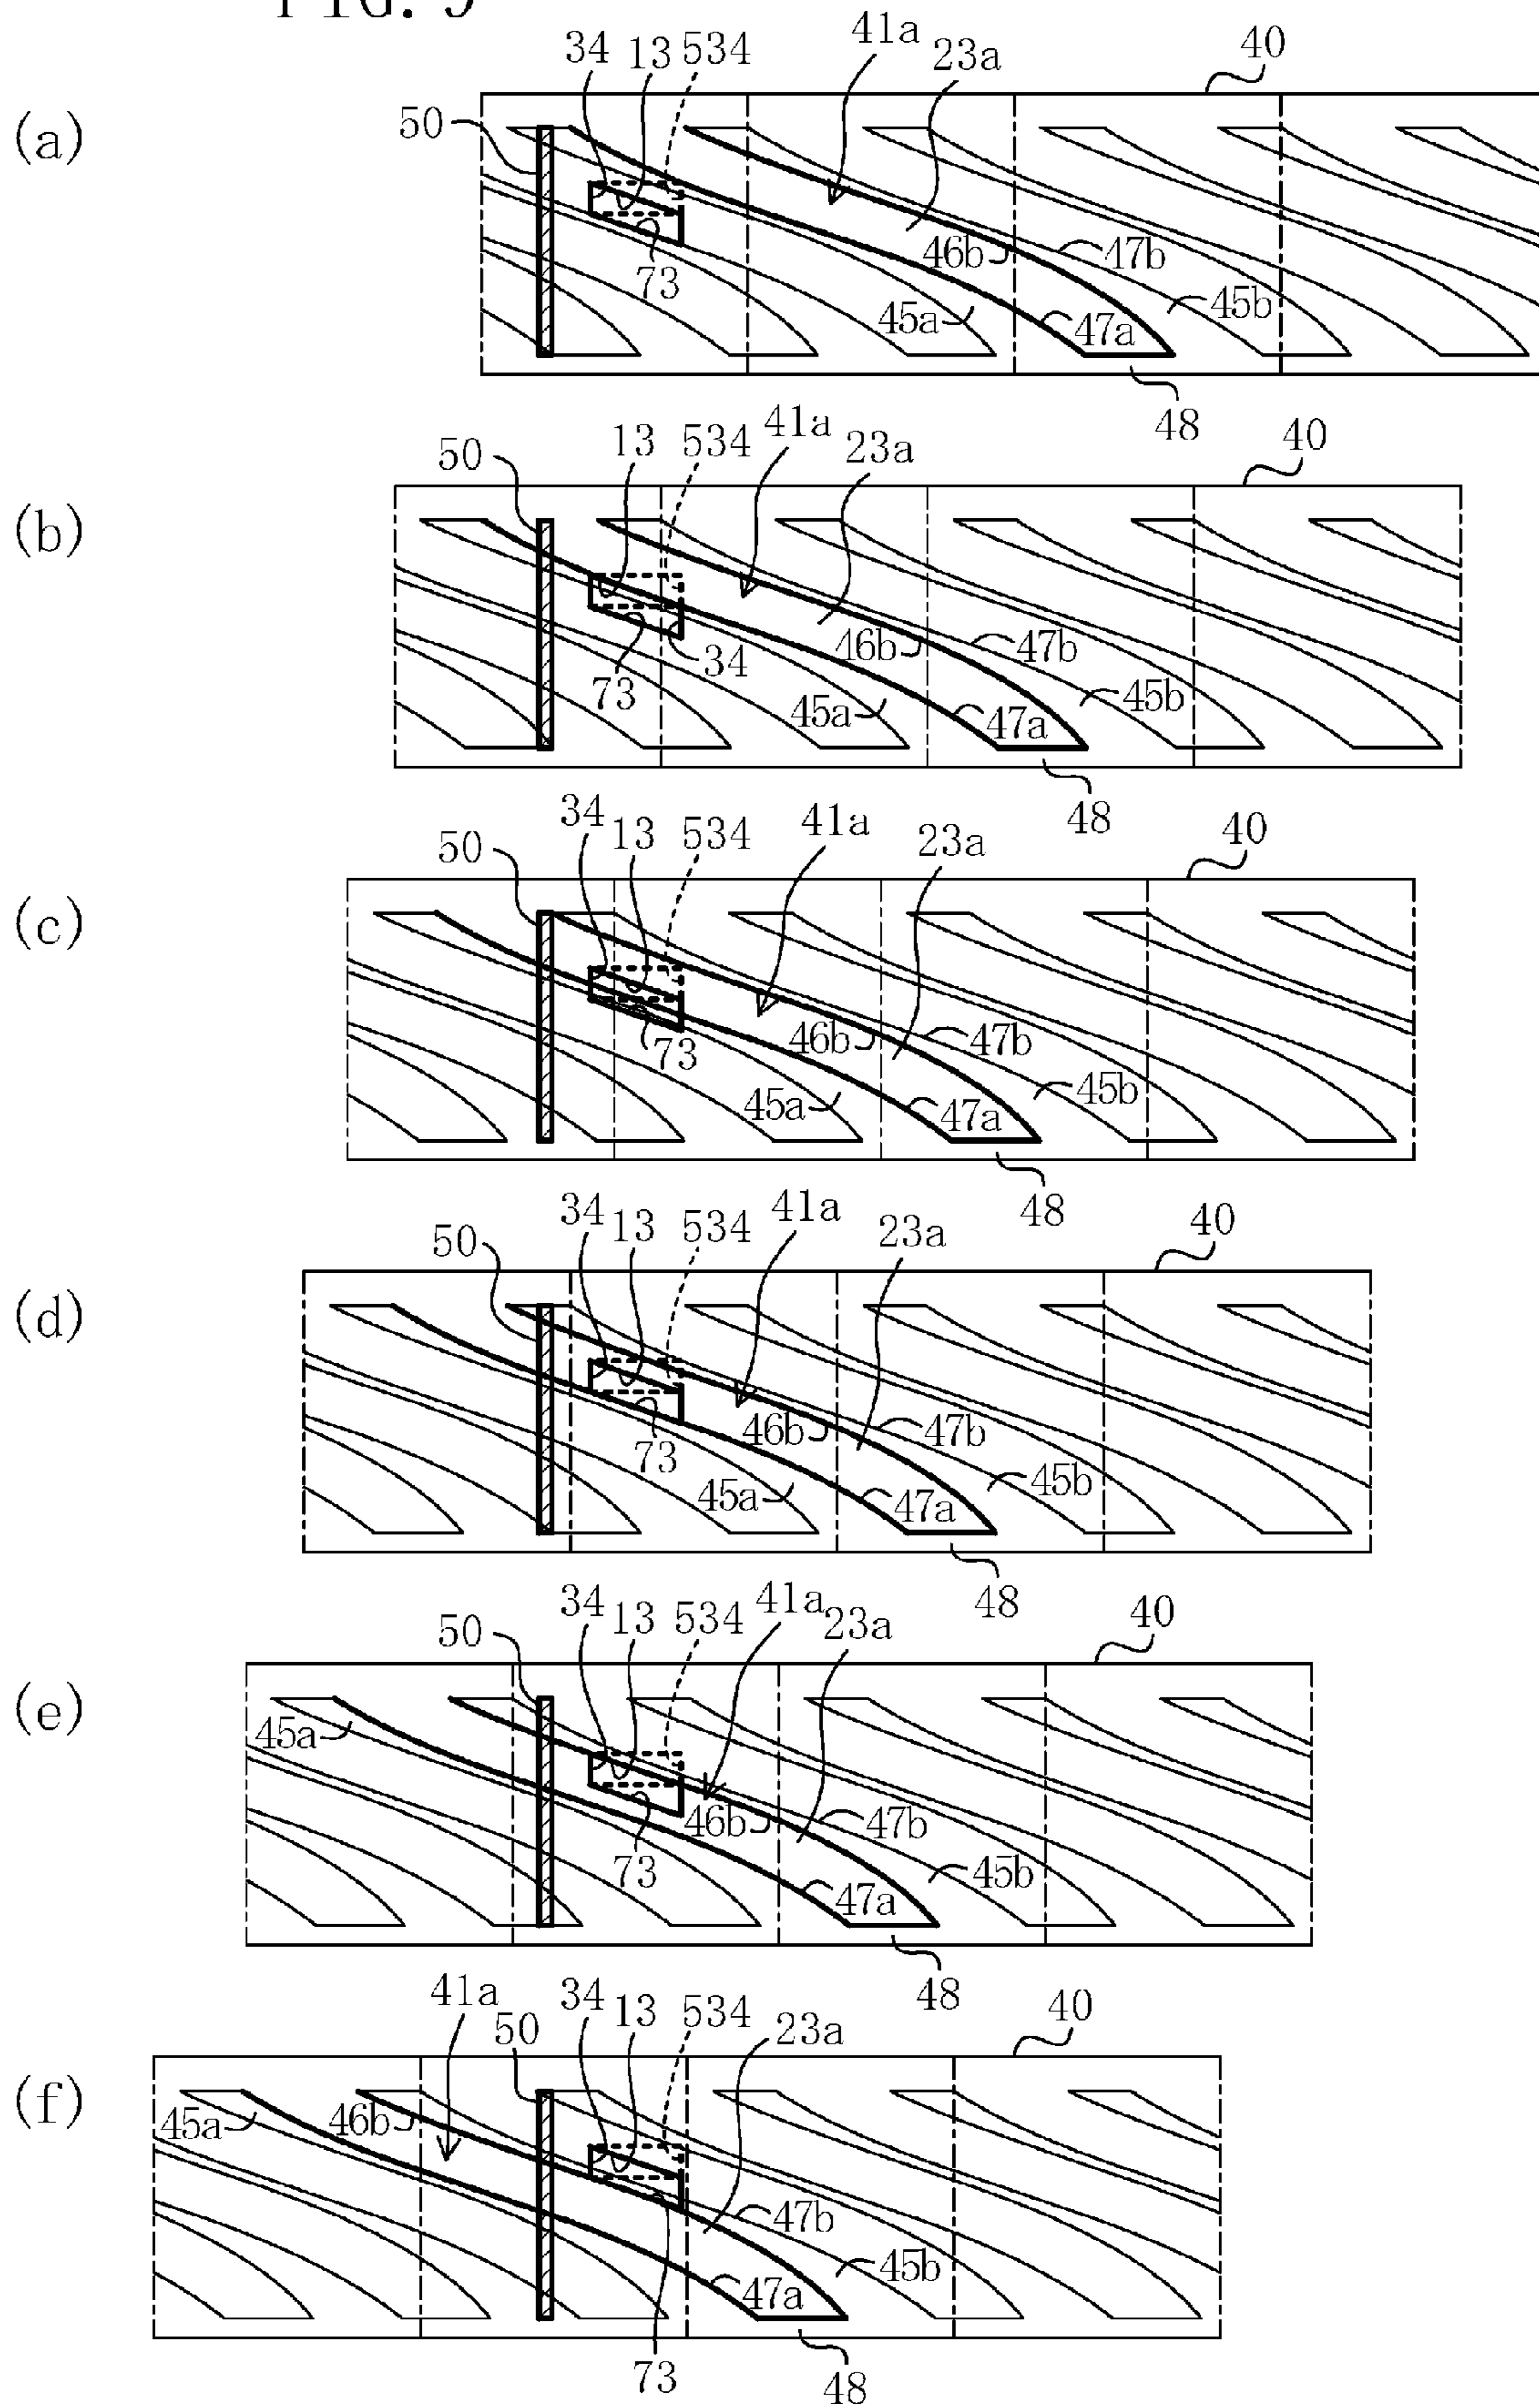 FIG. 9
(a)
34 13 534 41a 23a 40
50
73 46b 47b
45a 47a 45b
48
(b)
50 13 534 41a 23a 40
73 34 46b 47b
45a 47a 45b
48
(c)
50 34 13 534 41a 23a 40
73 46b 47b
45a 47a 45b
48
(d)
50 34 13 534 41a 23a 40
73 46b 47b
45a 47a 45b
48
(e)
50 34 13 534 41a 23a 40
45a
73 46b 47b
47a 45b
48
(f)
41a 50 34 13 534 23a 40
45a 46b
47b
47a 45b
73 48